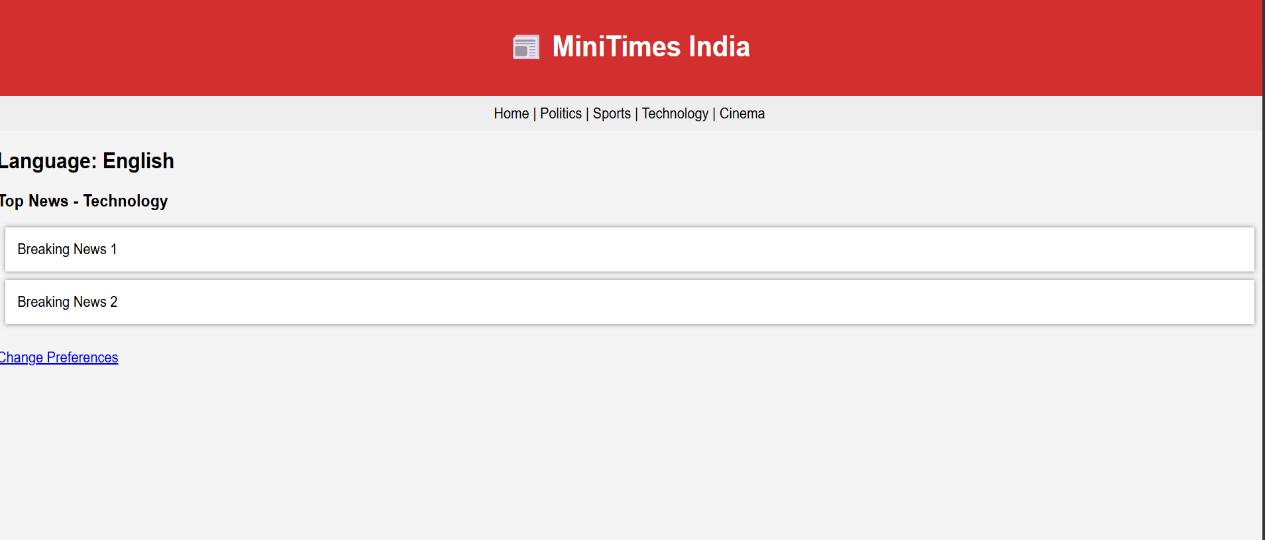 MiniTimes India
Home | Politics | Sports | Technology | Cinema
Language: English
Top News - Technology
Breaking News 1
Breaking News 2
Change Preferences